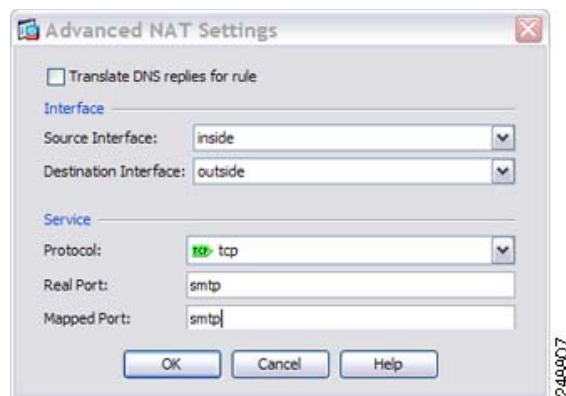 Advanced NAT Settings
Translate DNS replies for rule
Interface
Source Interface: inside
Destination Interface: outside
Service
Protocol: TCP tcp
Real Port: smtp
Mapped Port: smtp
OK Cancel Help
248907